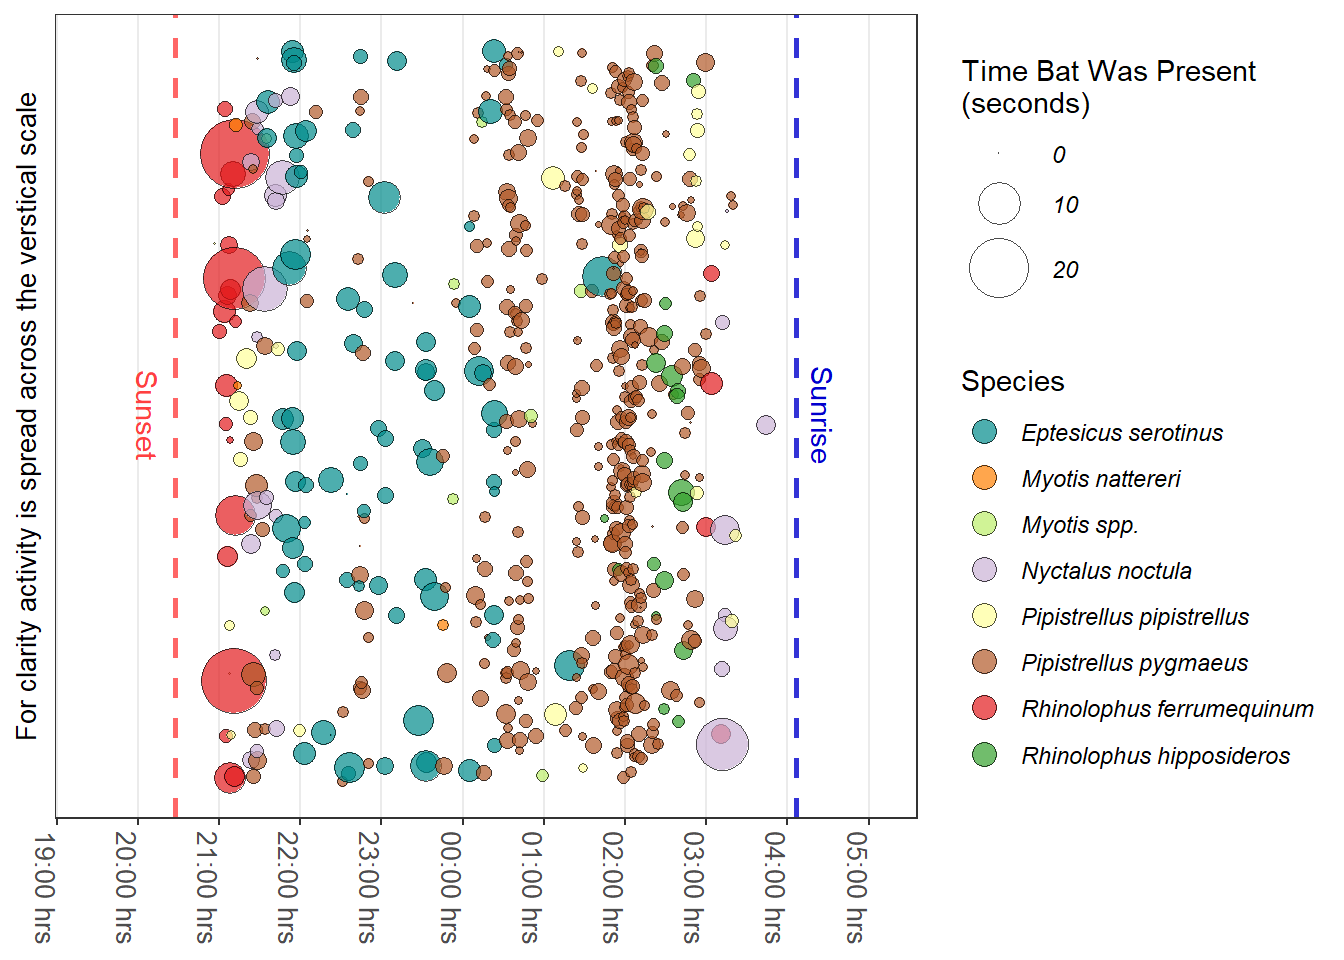 For clarity activity is spread across the verstical scale
Sunset
Sunrise
19:00 hrs
20:00 hrs
21:00 hrs
22:00 hrs
23:00 hrs
00:00 hrs
01:00 hrs
02:00 hrs
03:00 hrs
04:00 hrs
05:00 hrs
Time Bat Was Present
(seconds)
0
10
20
Species
Eptesicus serotinus
Myotis nattereri
Myotis spp.
Nyctalus noctula
Pipistrellus pipistrellus
Pipistrellus pygmaeus
Rhinolophus ferrumequinum
Rhinolophus hipposideros